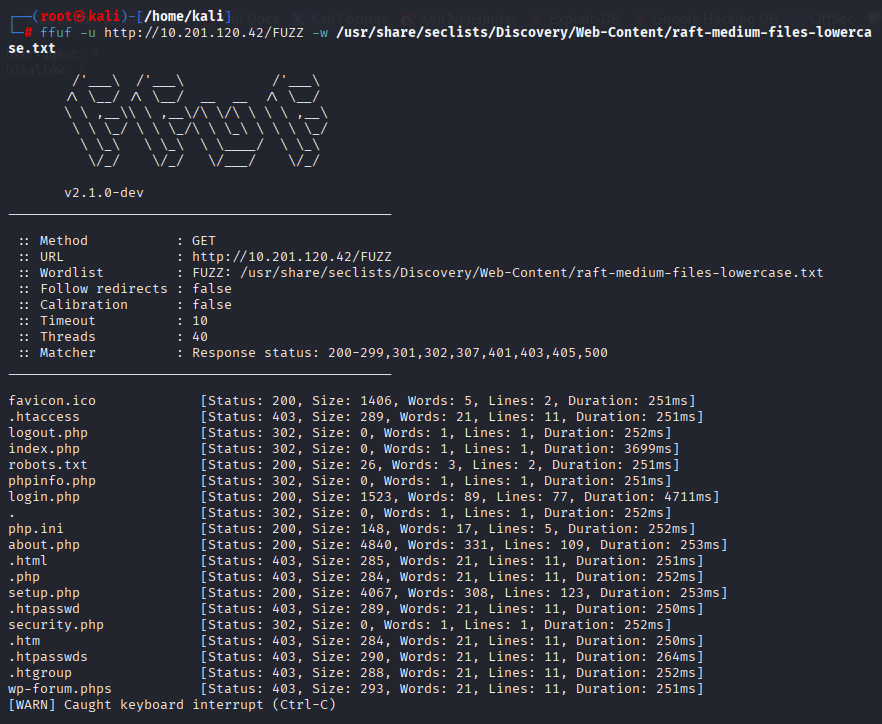 ┌──(root㉿kali)-[/home/kali]
└─# ffuf -u http://10.201.120.42/FUZZ -w /usr/share/seclists/Discovery/Web-Content/raft-medium-files-lowerca
se.txt
v2.1.0-dev
:: Method : GET
:: URL : http://10.201.120.42/FUZZ
:: Wordlist : FUZZ: /usr/share/seclists/Discovery/Web-Content/raft-medium-files-lowercase.txt
:: Follow redirects : false
:: Calibration : false
:: Timeout : 10
:: Threads : 40
:: Matcher : Response status: 200-299,301,302,307,401,403,405,500
favicon.ico [Status: 200, Size: 1406, Words: 5, Lines: 2, Duration: 251ms]
.htaccess [Status: 403, Size: 289, Words: 21, Lines: 11, Duration: 251ms]
logout.php [Status: 302, Size: 0, Words: 1, Lines: 1, Duration: 252ms]
index.php [Status: 302, Size: 0, Words: 1, Lines: 1, Duration: 3699ms]
robots.txt [Status: 200, Size: 26, Words: 3, Lines: 2, Duration: 251ms]
phpinfo.php [Status: 302, Size: 0, Words: 1, Lines: 1, Duration: 251ms]
login.php [Status: 200, Size: 1523, Words: 89, Lines: 77, Duration: 4711ms]
. [Status: 302, Size: 0, Words: 1, Lines: 1, Duration: 252ms]
php.ini [Status: 200, Size: 148, Words: 17, Lines: 5, Duration: 252ms]
about.php [Status: 200, Size: 4840, Words: 331, Lines: 109, Duration: 253ms]
.html [Status: 403, Size: 285, Words: 21, Lines: 11, Duration: 251ms]
.php [Status: 403, Size: 284, Words: 21, Lines: 11, Duration: 252ms]
setup.php [Status: 200, Size: 4067, Words: 308, Lines: 123, Duration: 253ms]
.htpasswd [Status: 403, Size: 289, Words: 21, Lines: 11, Duration: 250ms]
security.php [Status: 302, Size: 0, Words: 1, Lines: 1, Duration: 252ms]
.htm [Status: 403, Size: 284, Words: 21, Lines: 11, Duration: 250ms]
.htpasswds [Status: 403, Size: 290, Words: 21, Lines: 11, Duration: 264ms]
.htgroup [Status: 403, Size: 288, Words: 21, Lines: 11, Duration: 252ms]
wp-forum.phps [Status: 403, Size: 293, Words: 21, Lines: 11, Duration: 251ms]
[WARN] Caught keyboard interrupt (Ctrl-C)